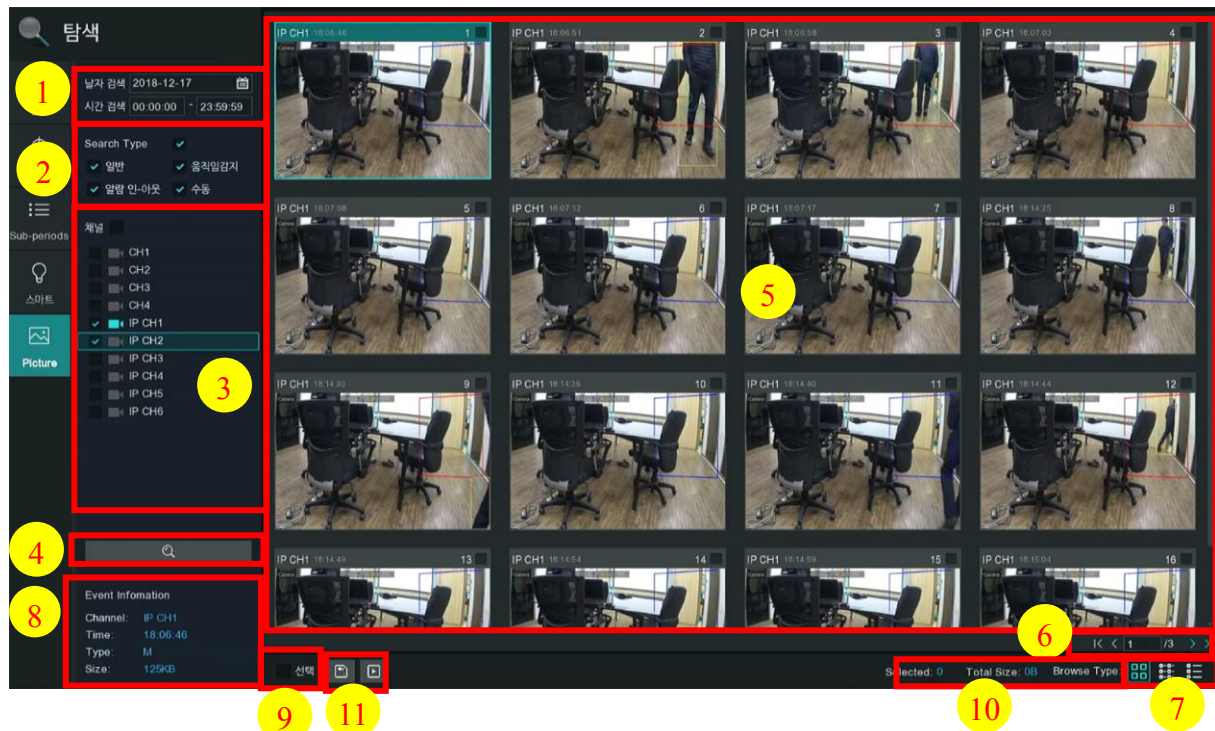 탐색
1
날자 검색 2018-12-17
시간 검색 00:00:00 - 23:59:59
2
Search Type
일반 움직임감지
알람 인-아웃 수동
Sub-periods
스마트
Picture
3
채널
CH1
CH2
CH3
CH4
IP CH1
IP CH2
IP CH3
IP CH4
IP CH5
IP CH6
4
8
Event Infomation
Channel: IP CH1
Time: 18:06:46
Type: M
Size: 125KB
IP CH1 18:06:46 1
IP CH1 18:06:51 2
IP CH1 18:06:58 3
IP CH1 18:07:03 4
IP CH1 18:07:08 5
IP CH1 18:07:12 6
IP CH1 18:07:17 7
IP CH1 18:14:25 8
5
IP CH1 18:14:30 9
IP CH1 18:14:35 10
IP CH1 18:14:40 11
IP CH1 18:14:44 12
IP CH1 18:14:49 13
IP CH1 18:14:54 14
IP CH1 18:14:59 15
IP CH1 18:15:04 16
6
1 /3
선택
Selected: 0 Total Size: 0B Browse Type:
9
11
10
7